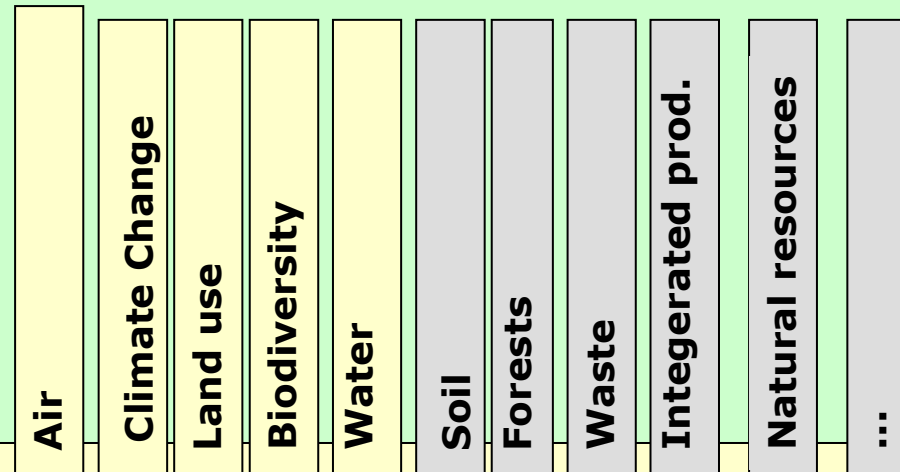 Air
Climate Change
Land use
Biodiversity
Water
Soil
Forests
Waste
Integerated prod.
Natural resources
...